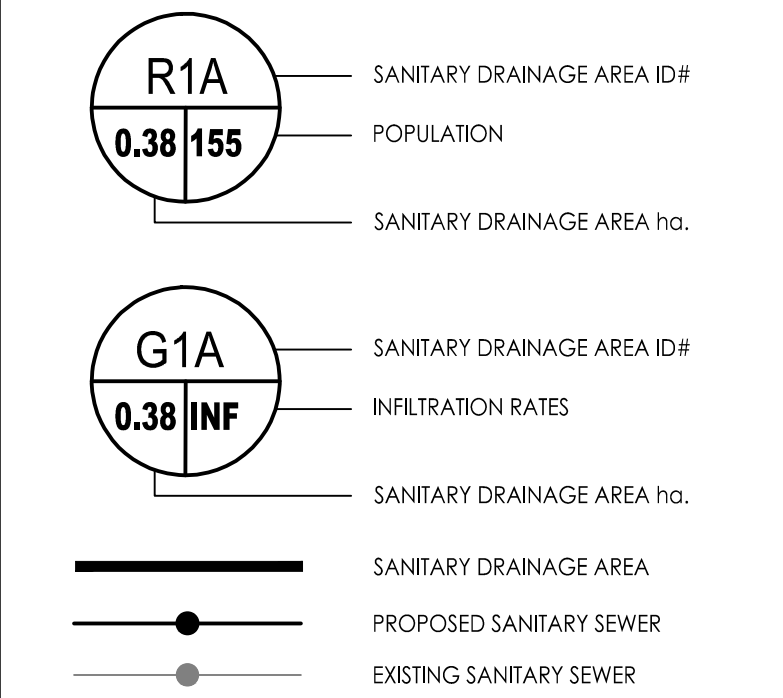 R1A
SANITARY DRAINAGE AREA ID#
0.38 155
POPULATION
SANITARY DRAINAGE AREA ha.
G1A
SANITARY DRAINAGE AREA ID#
0.38 INF
INFILTRATION RATES
SANITARY DRAINAGE AREA ha.
SANITARY DRAINAGE AREA
PROPOSED SANITARY SEWER
EXISTING SANITARY SEWER